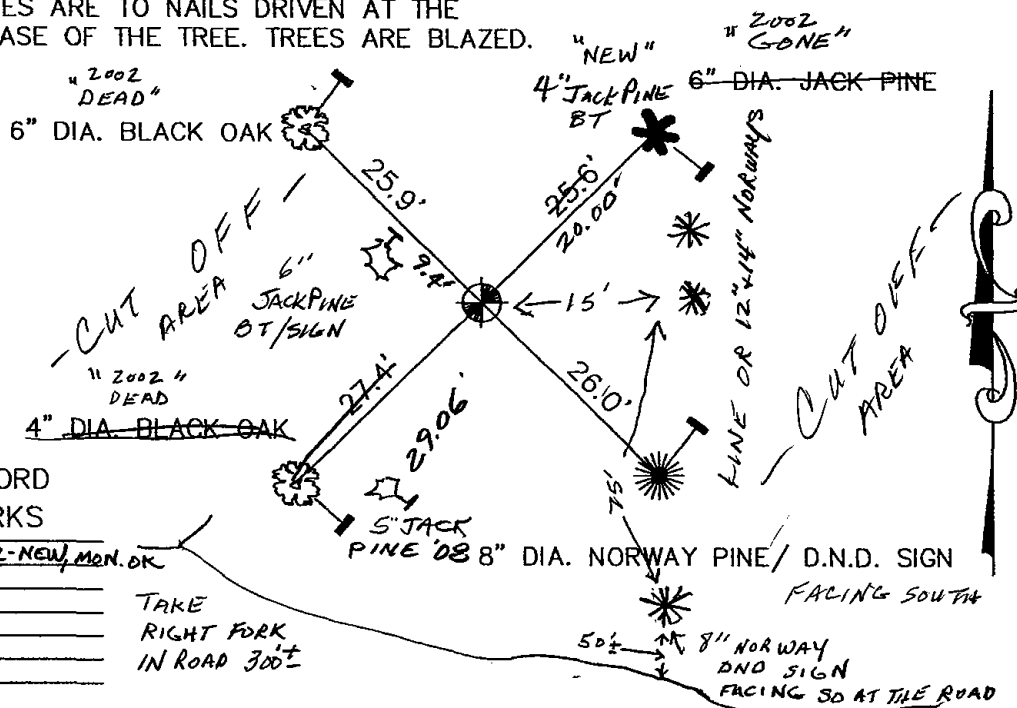 ES ARE TO NAILS DRIVEN AT THE
ASE OF THE TREE. TREES ARE BLAZED.
"2002
DEAD"
6" DIA. BLACK OAK
"NEW"
4" JACK PINE
BT
"2002
GONE"
6" DIA. JACK PINE
25.9'
25.6'
20.00'
- CUT OFF -
AREA
6"
JACKPINE
BT/SIGN
9.4'
15'
LINE OR 12"+14" NORWAYS
- CUT OFF -
AREA
"2002"
DEAD
4" DIA. BLACK OAK
27.4'
29.06'
26.0'
75'
5" JACK
PINE '08
8" DIA. NORWAY PINE/ D.N.D. SIGN
FACING SOUTH
ORD
RKS
2-NEW, MON. OK
TAKE
RIGHT FORK
IN ROAD 300'±
50'±
8" NORWAY
DND SIGN
FACING SO AT THE ROAD